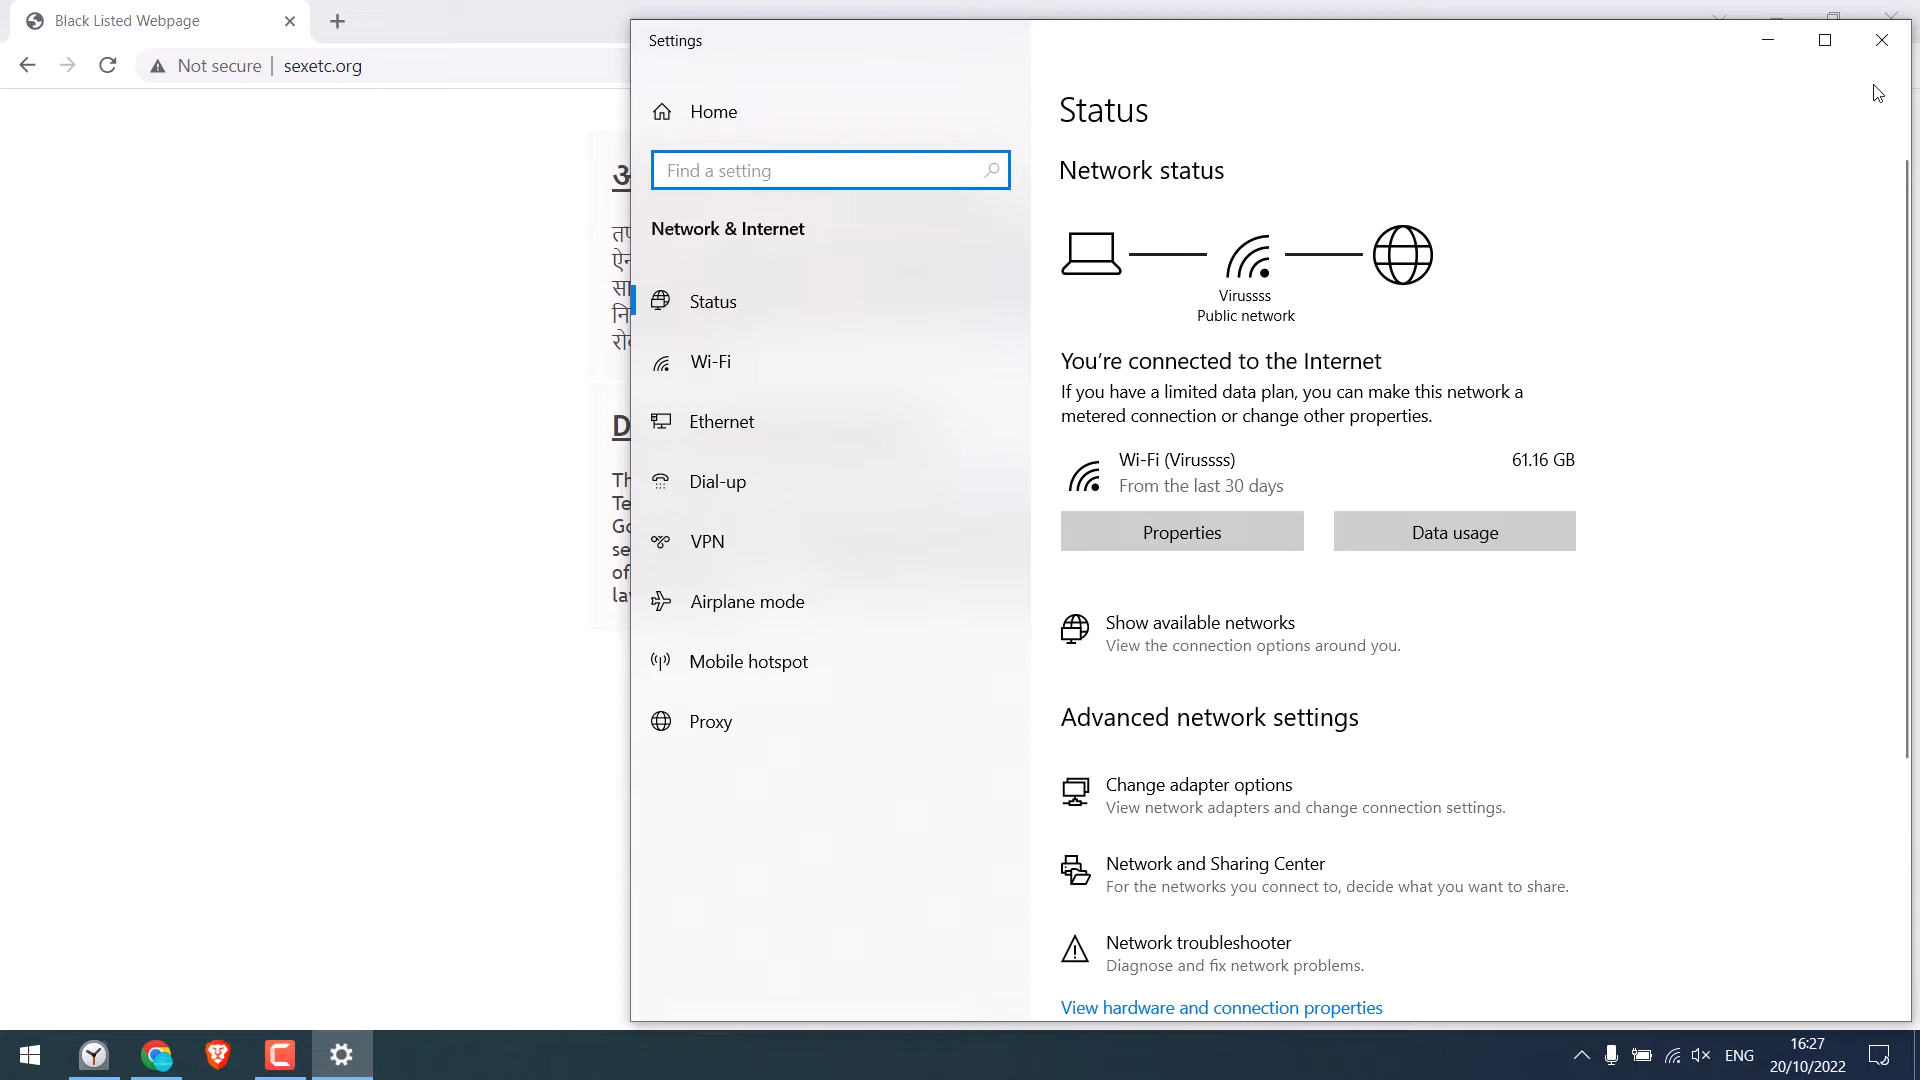 Black Listed Webpage
Not secure
sexetc.org
Settings
Home
Find a setting
Network & Internet
Status
Wi-Fi
Ethernet
Dial-up
VPN
Airplane mode
Mobile hotspot
Proxy
Status
Network status
Virussss
Public network
You're connected to the Internet
If you have a limited data plan, you can make this network a
metered connection or change other properties.
Wi-Fi (Virussss) 61.16 GB
From the last 30 days
Properties Data usage
Show available networks
View the connection options around you.
Advanced network settings
Change adapter options
View network adapters and change connection settings.
Network and Sharing Center
For the networks you connect to, decide what you want to share.
Network troubleshooter
Diagnose and fix network problems.
View hardware and connection properties
ENG
16:27
20/10/2022